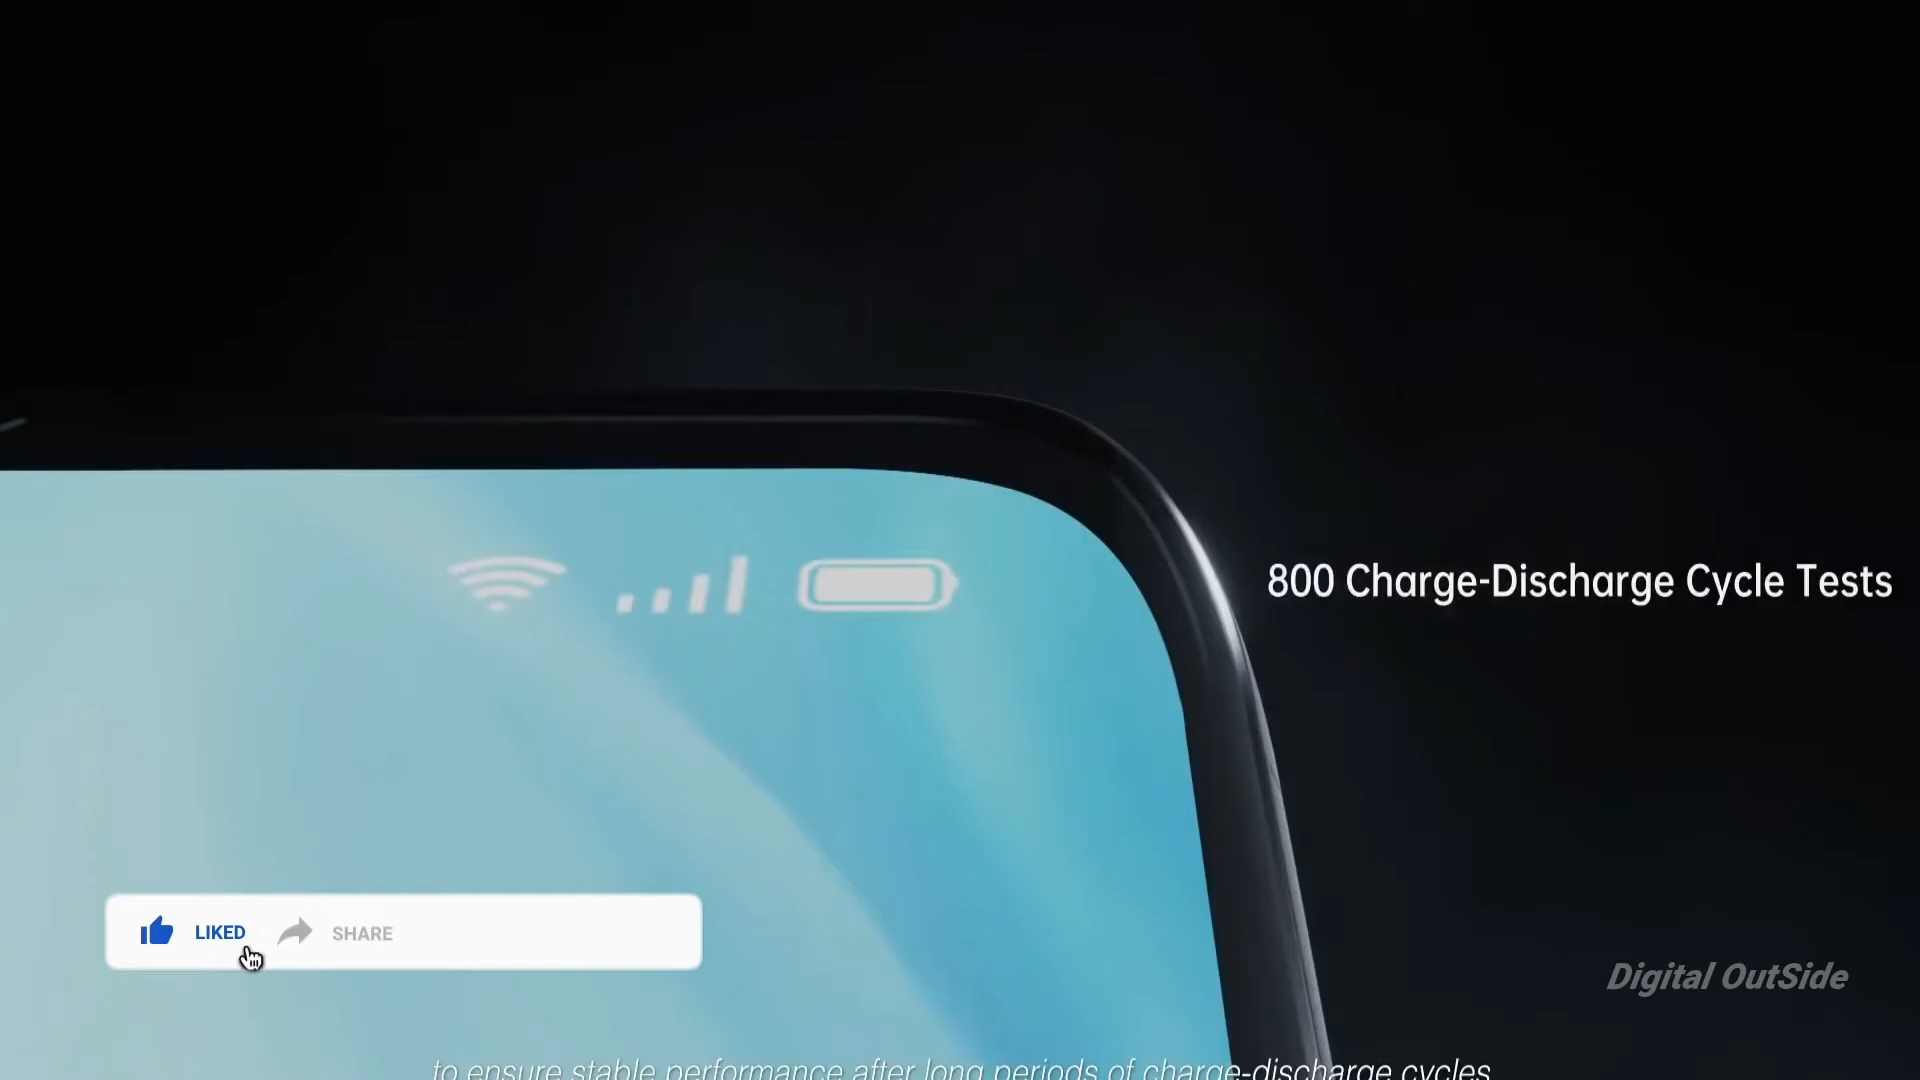 800 Charge-Discharge Cycle Tests
LIKED SHARE
Digital OutSide
to ensure stable performance after long periods of charge-discharge cycles